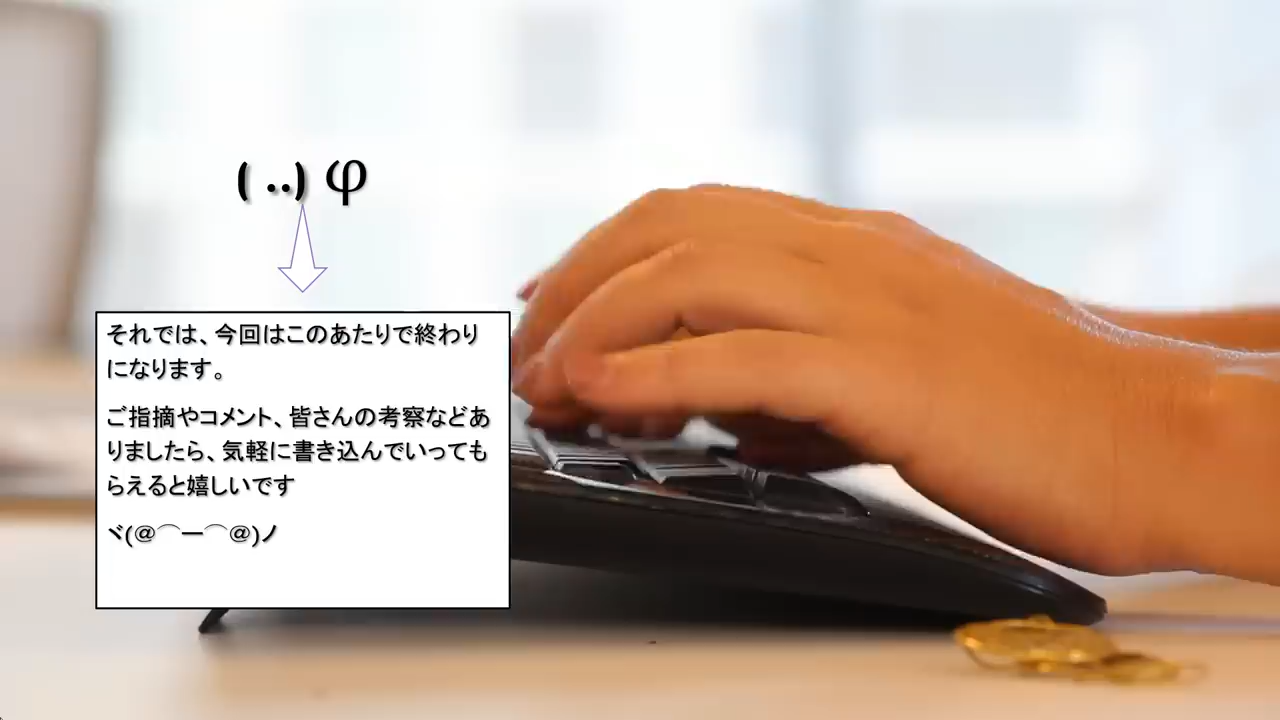 ( ..) φ
それでは、今回はこのあたりで終わり
になります。
ご指摘やコメント、皆さんの考察などあ
りましたら、気軽に書き込んでいっても
らえると嬉しいです
ヾ(@⌒ー⌒@)ノ